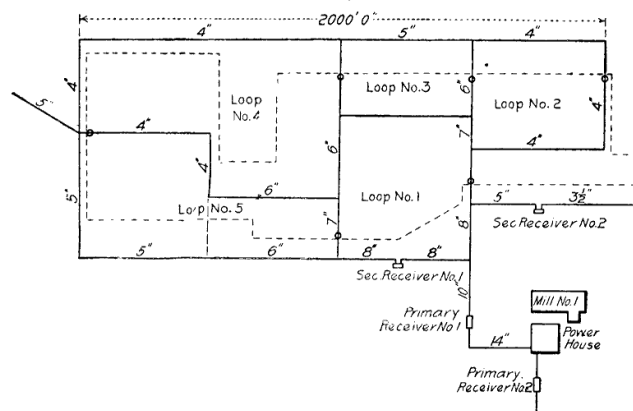 2000'0"
4" 5" 4"
4"
Loop No.4
6"
Loop No.3
6"
Loop No.2
4"
5"
4"
7"
4"
4"
6"
Loop No.1
5"
6"
Loop No.5
7"
8"
5" 3½"
Sec Receiver No.2
5" 6" 8" 8"
Sec. Receiver No.1
10"
Mill No.1
Primary
Receiver No.1
Power
House
14"
Primary.
Receiver No2